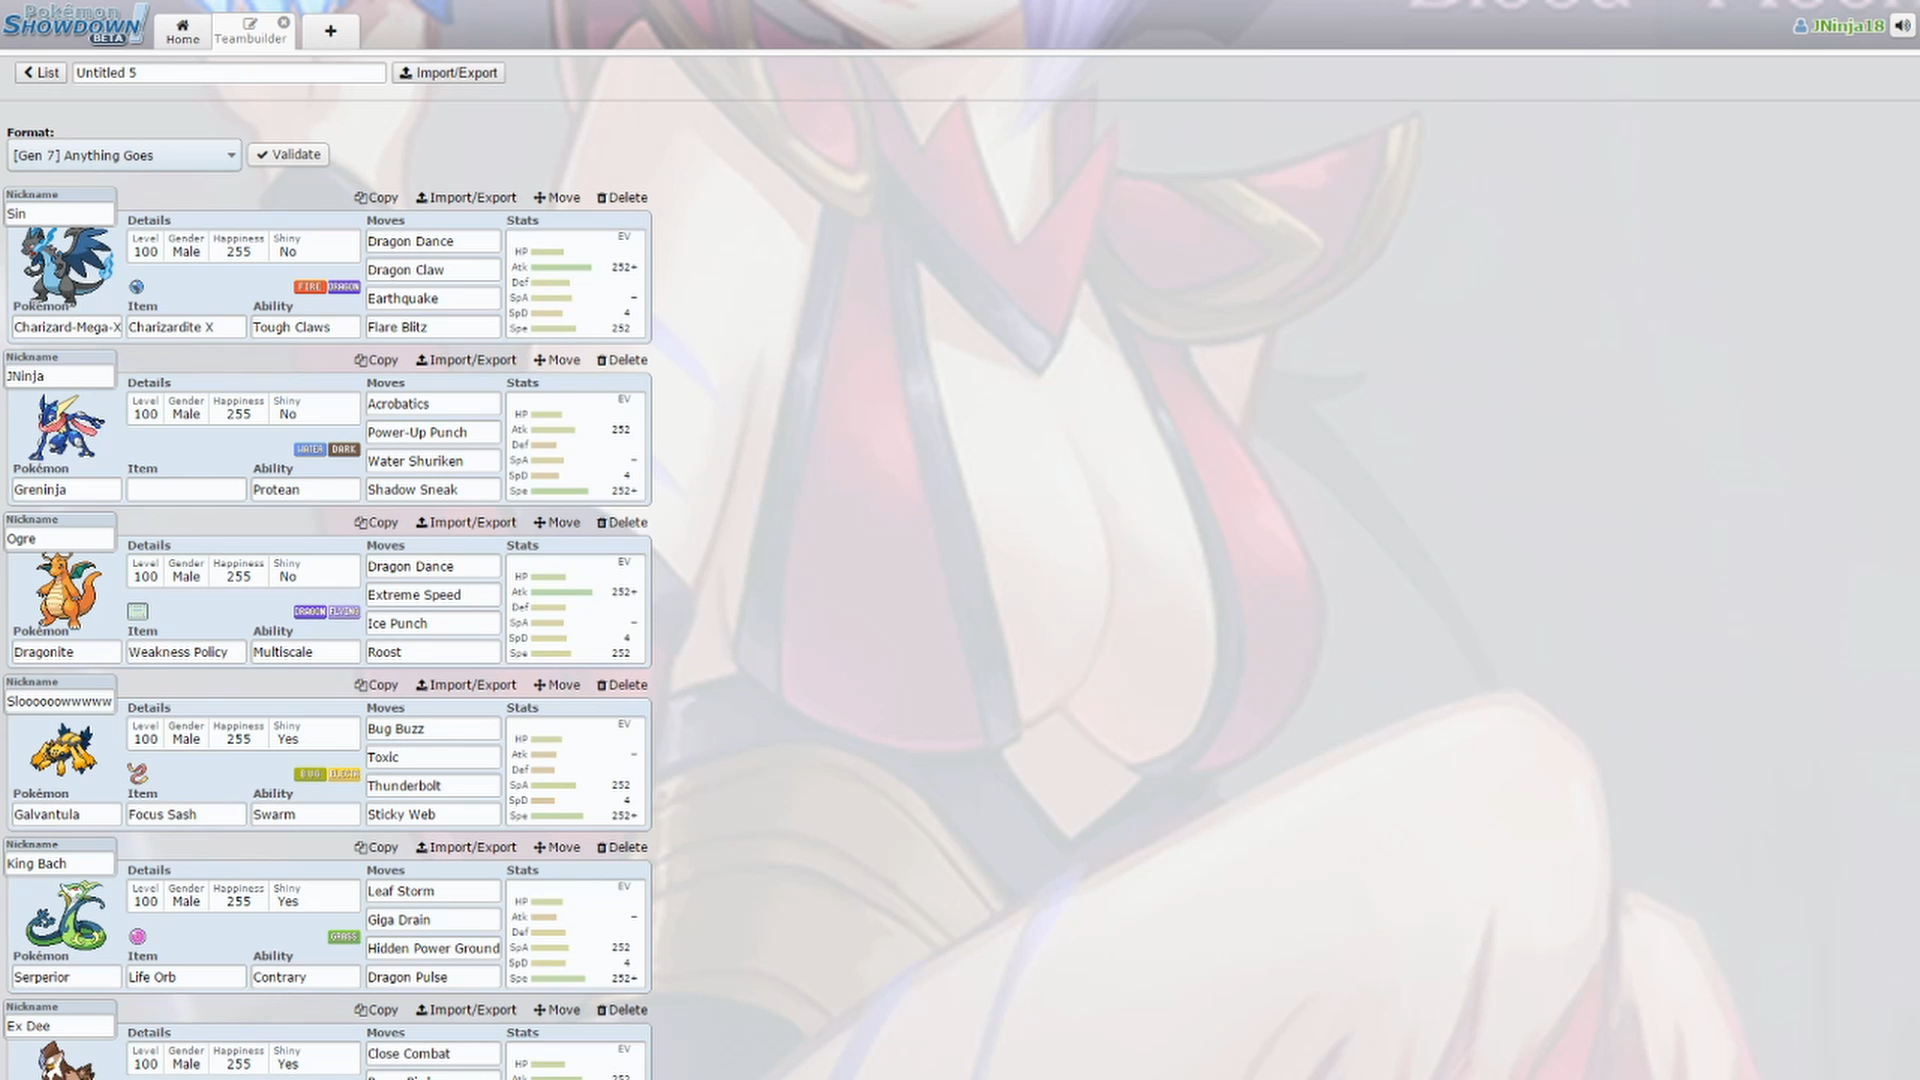 Pokémon
SHOWDOWN!
BETA
Home
Teambuilder
+
JNinja18
List
Untitled 5
Import/Export
Format:
[Gen 7] Anything Goes
Validate
Nickname
Sin
Copy Import/Export Move Delete
Details Moves Stats
Level Gender Happiness Shiny
100 Male 255 No
FIRE DRAGON
Pokémon Item Ability
Charizard-Mega-X Charizardite X Tough Claws
Dragon Dance
Dragon Claw
Earthquake
Flare Blitz
EV
HP
Atk 252+
Def
SpA –
SpD 4
Spe 252
Nickname
JNinja
Copy Import/Export Move Delete
Details Moves Stats
Level Gender Happiness Shiny
100 Male 255 No
WATER DARK
Pokémon Item Ability
Greninja Protean
Acrobatics
Power-Up Punch
Water Shuriken
Shadow Sneak
EV
HP
Atk 252
Def
SpA –
SpD 4
Spe 252+
Nickname
Ogre
Copy Import/Export Move Delete
Details Moves Stats
Level Gender Happiness Shiny
100 Male 255 No
DRAGON FLYING
Pokémon Item Ability
Dragonite Weakness Policy Multiscale
Dragon Dance
Extreme Speed
Ice Punch
Roost
EV
HP
Atk 252+
Def
SpA –
SpD 4
Spe 252
Nickname
Sloooooowwwww
Copy Import/Export Move Delete
Details Moves Stats
Level Gender Happiness Shiny
100 Male 255 Yes
BUG ELECTR
Pokémon Item Ability
Galvantula Focus Sash Swarm
Bug Buzz
Toxic
Thunderbolt
Sticky Web
EV
HP
Atk –
Def
SpA 252
SpD 4
Spe 252+
Nickname
King Bach
Copy Import/Export Move Delete
Details Moves Stats
Level Gender Happiness Shiny
100 Male 255 Yes
GRASS
Pokémon Item Ability
Serperior Life Orb Contrary
Leaf Storm
Giga Drain
Hidden Power Ground
Dragon Pulse
EV
HP
Atk –
Def
SpA 252
SpD 4
Spe 252+
Nickname
Ex Dee
Copy Import/Export Move Delete
Details Moves Stats
Level Gender Happiness Shiny
100 Male 255 Yes
Close Combat
EV
HP